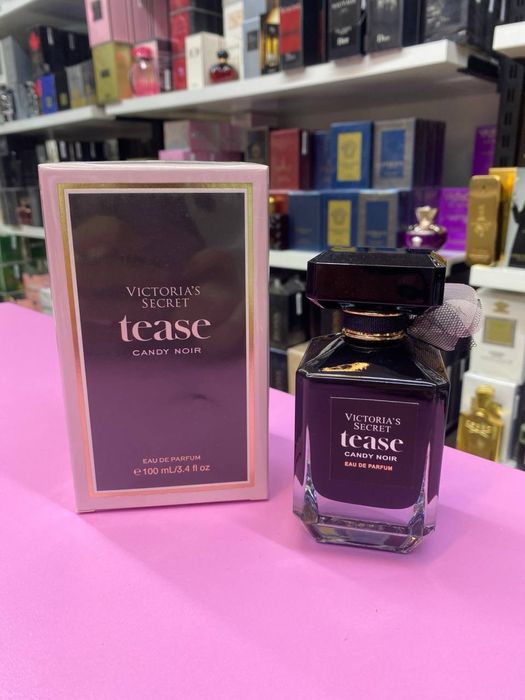 VICTORIA'S
SECRET
tease
CANDY NOIR
EAU DE PARFUM
℮ 100 mL/3.4 fl oz
VICTORIA'S
SECRET
tease
CANDY NOIR
EAU DE PARFUM